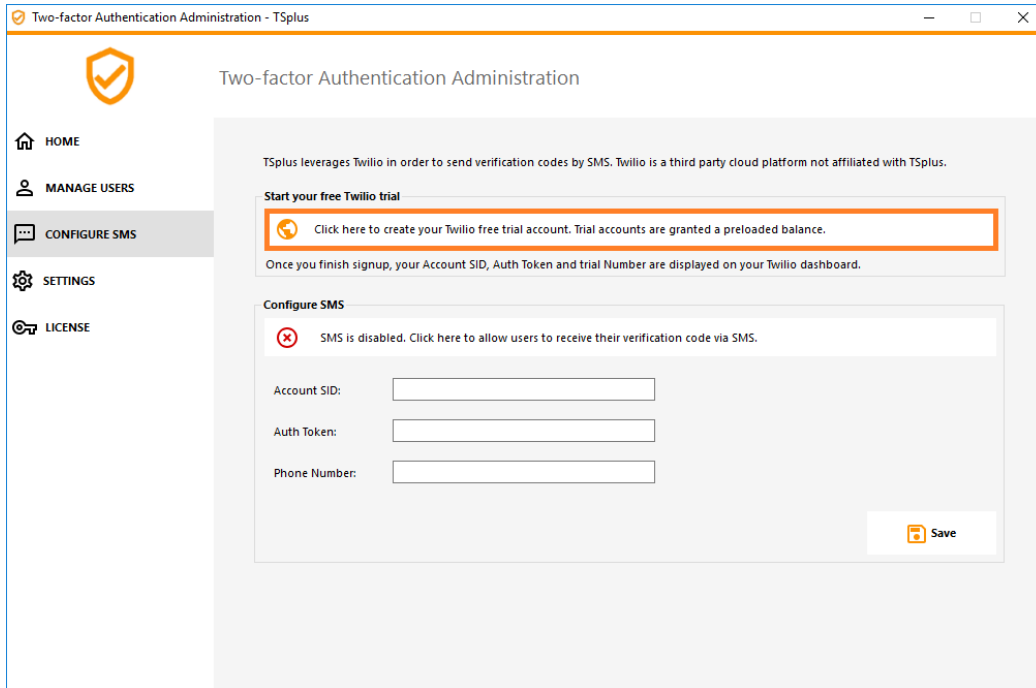 Two-factor Authentication Administration - TSplus
Two-factor Authentication Administration
HOME
MANAGE USERS
CONFIGURE SMS
SETTINGS
LICENSE
TSplus leverages Twilio in order to send verification codes by SMS. Twilio is a third party cloud platform not affiliated with TSplus.
Start your free Twilio trial
Click here to create your Twilio free trial account. Trial accounts are granted a preloaded balance.
Once you finish signup, your Account SID, Auth Token and trial Number are displayed on your Twilio dashboard.
Configure SMS
SMS is disabled. Click here to allow users to receive their verification code via SMS.
Account SID:
Auth Token:
Phone Number:
Save